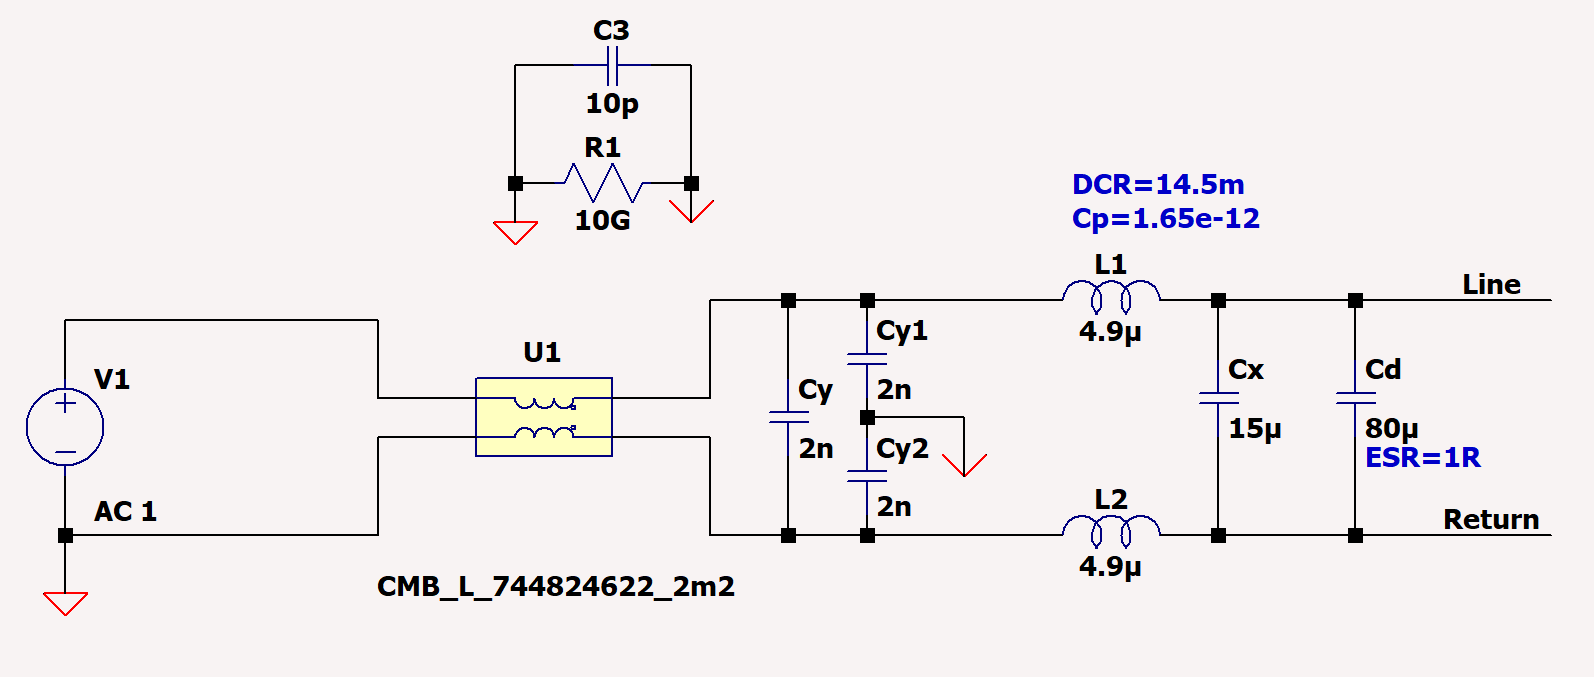 C3
10p
R1
10G
DCR=14.5m
Cp=1.65e-12
L1
4.9µ
Line
V1
AC 1
U1
CMB_L_744824622_2m2
Cy
2n
Cy1
2n
Cy2
2n
Cx
15µ
Cd
80µ
ESR=1R
L2
4.9µ
Return